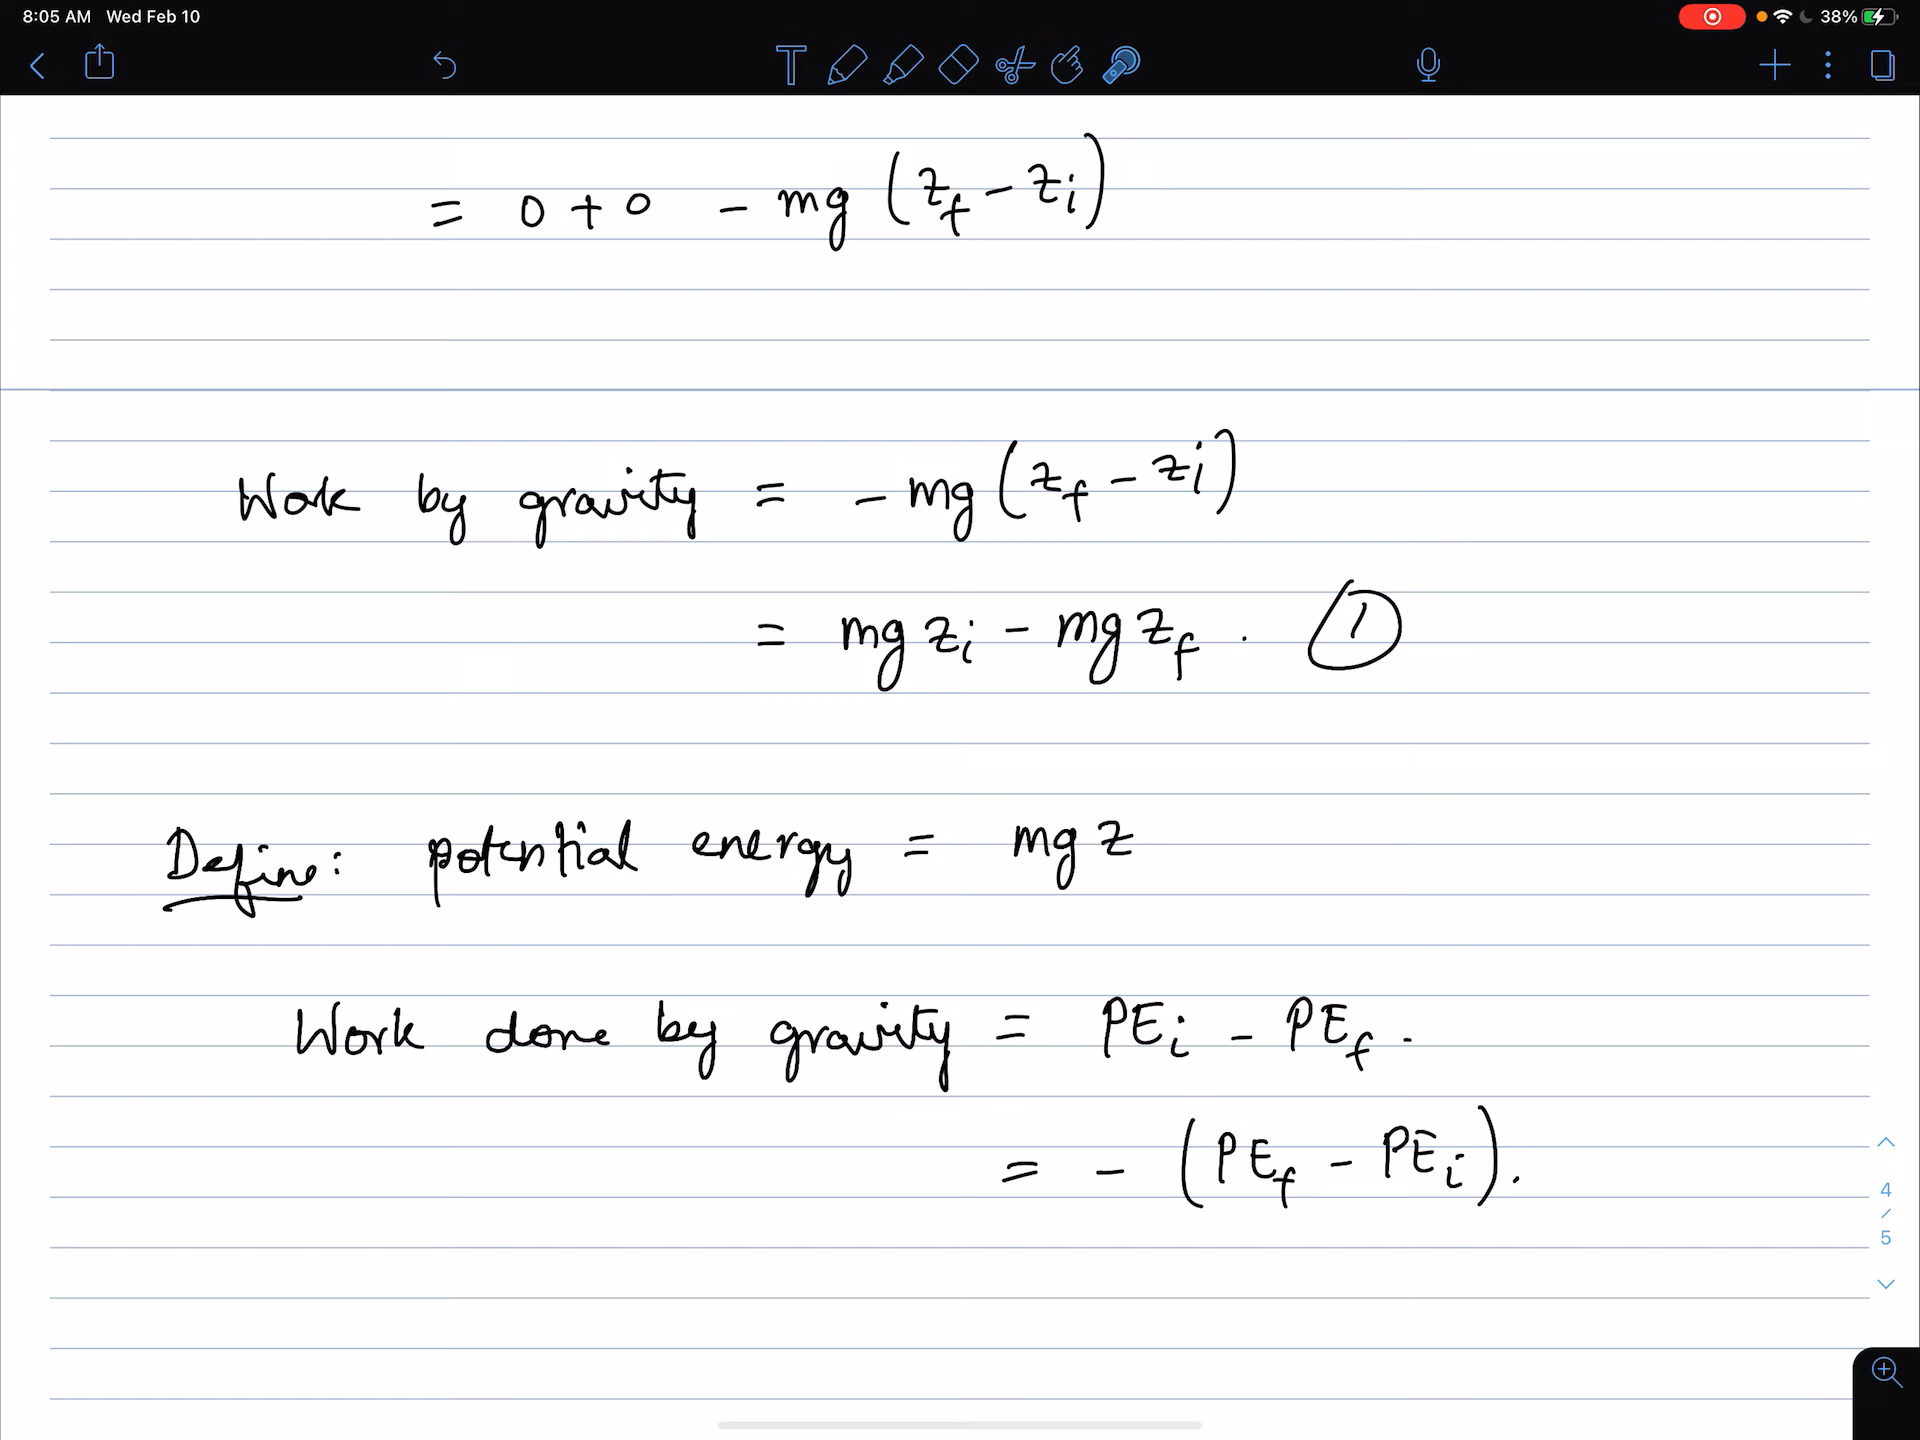 8:05 AM Wed Feb 10 38%
= 0 + 0 - mg (z_f - z_i)
Work by gravity = - mg (z_f - z_i)
= mg z_i - mg z_f . ①
Define: potential energy = mg z
Work done by gravity = PE_i - PE_f .
= - (PE_f - PE_i).
4
/
5